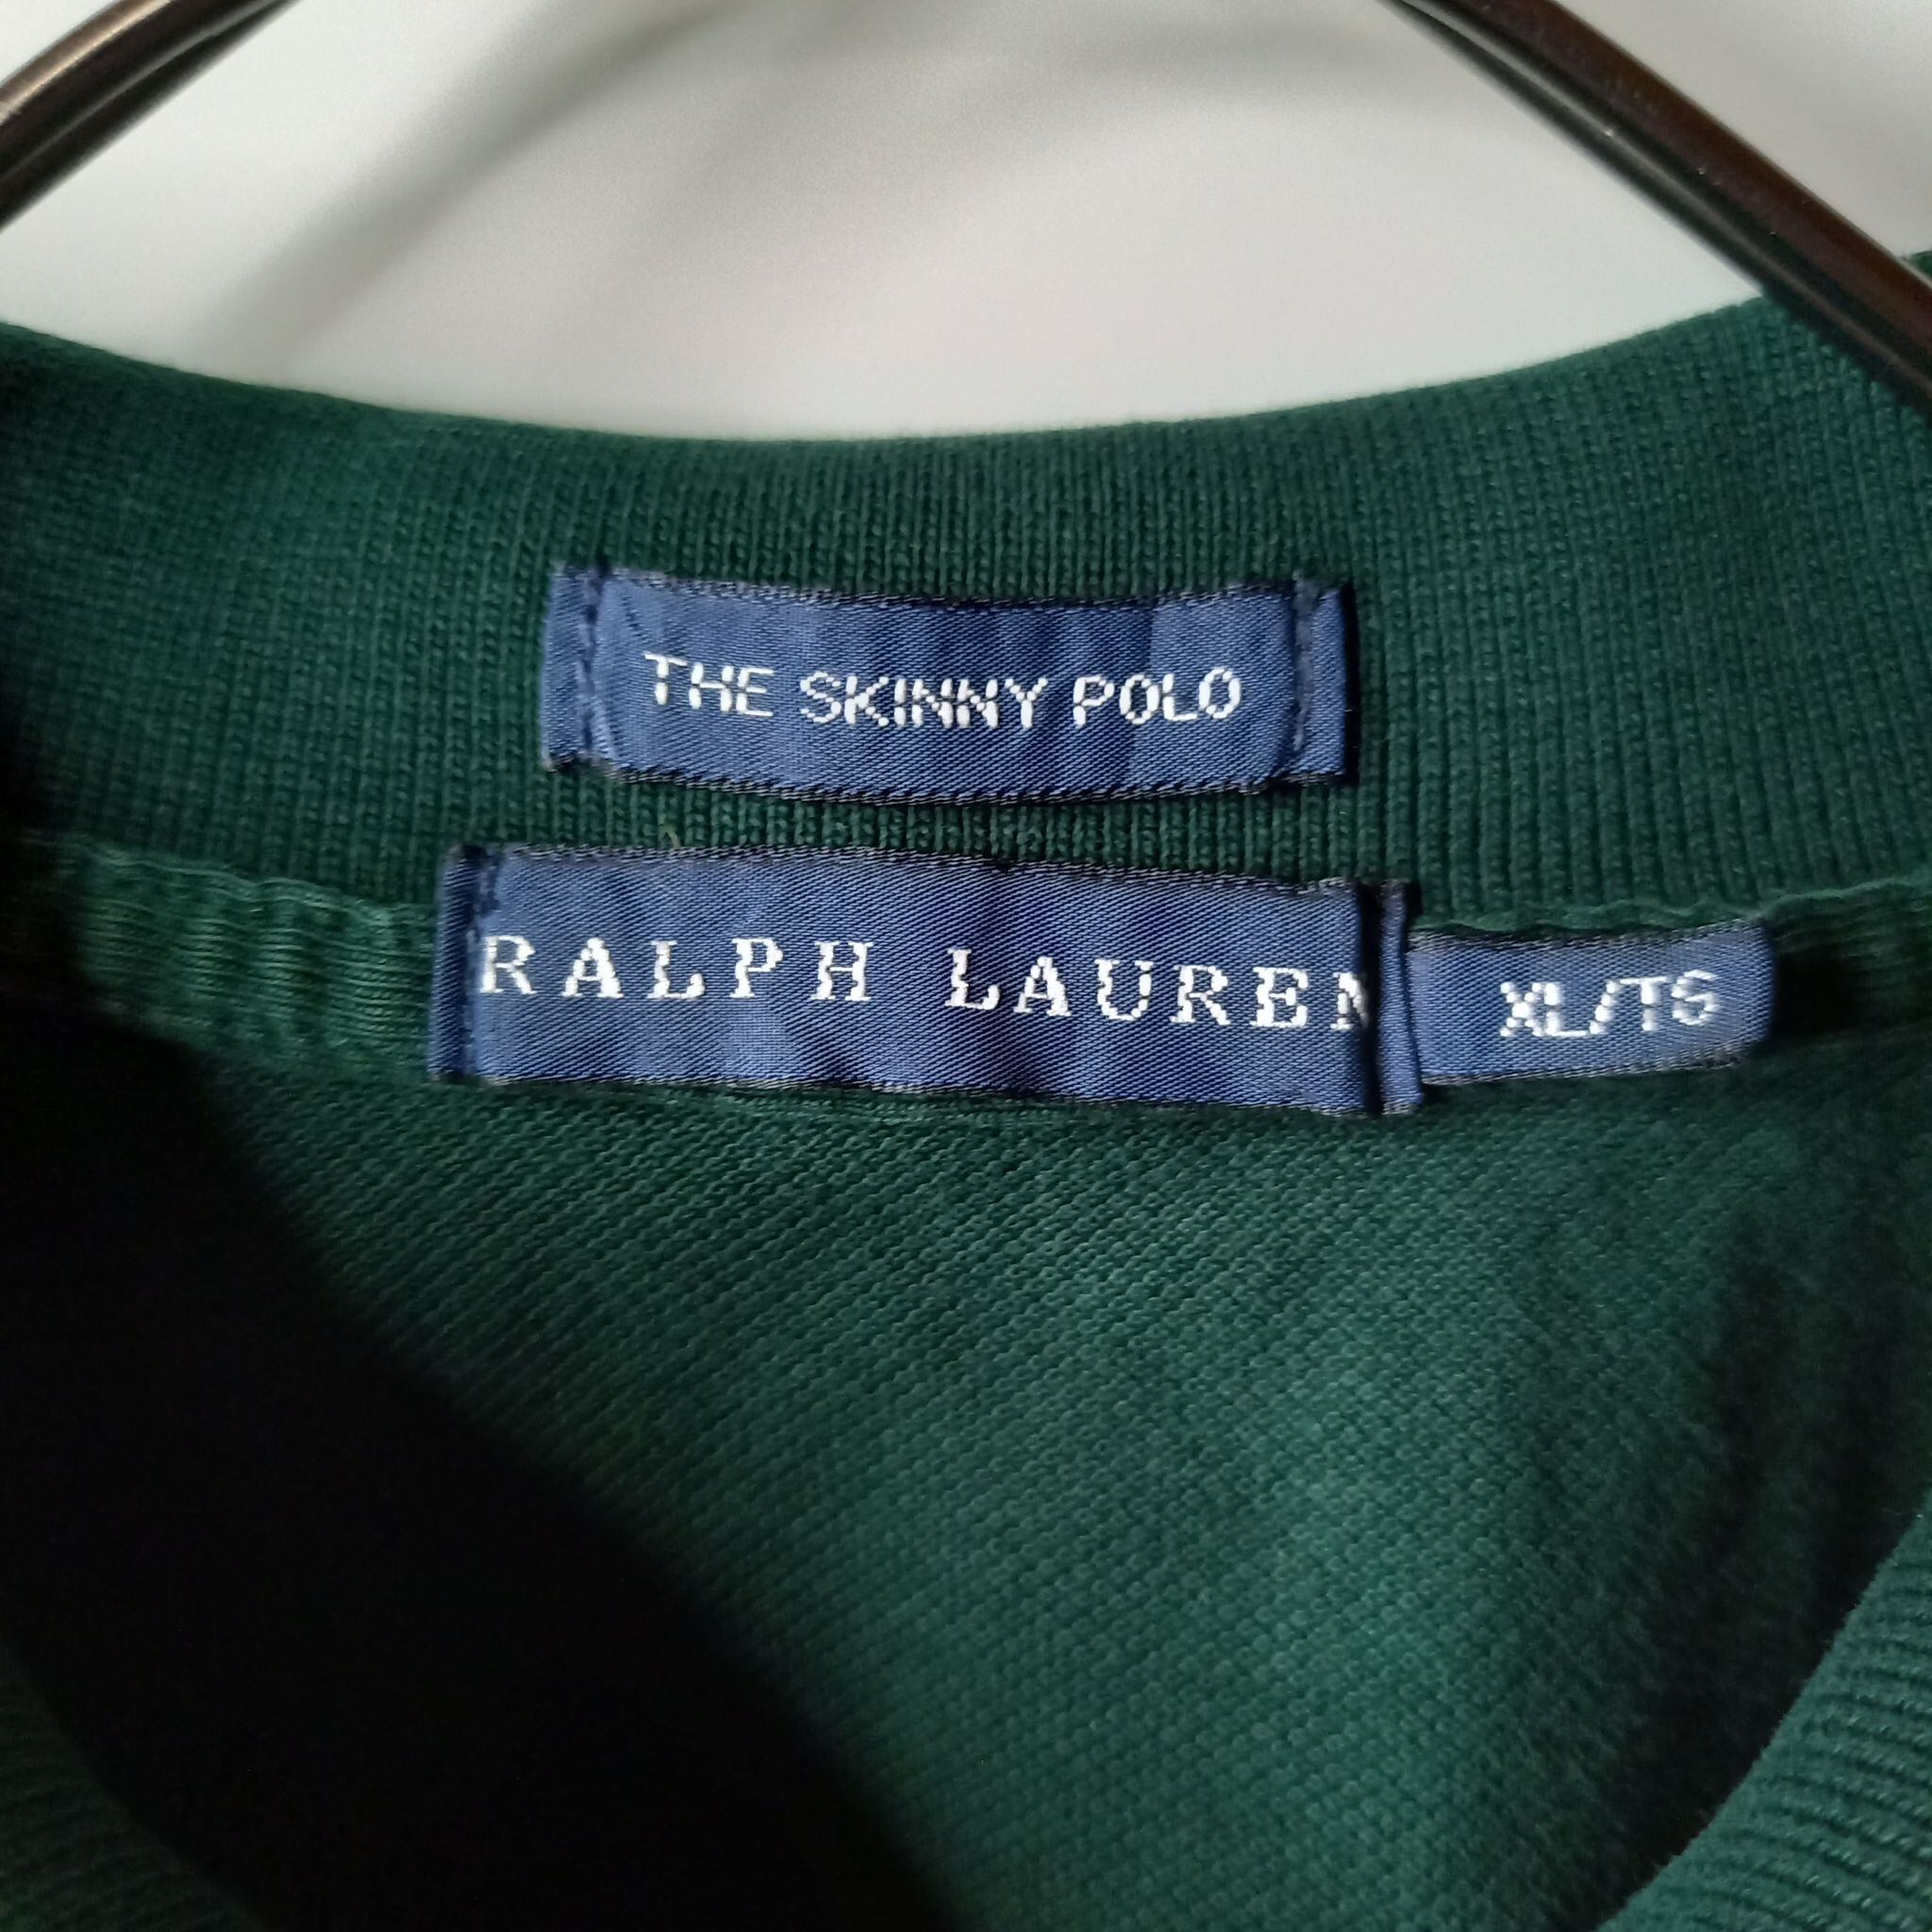 THE SKINNY POLO
RALPH LAUREN
XL/TG